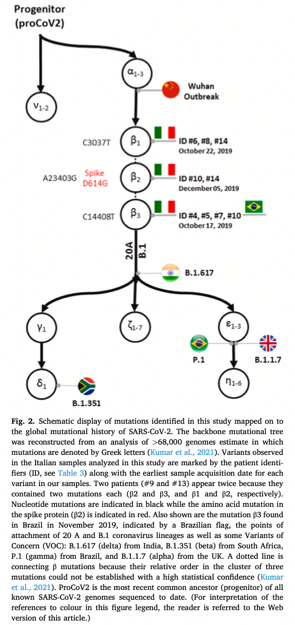 Progenitor
(proCoV2)
α1-3
Wuhan
Outbreak
ν1-2
C3037T
β1
ID #6, #8, #14
October 22, 2019
A23403G
Spike
D614G
β2
ID #10, #14
December 05, 2019
C14408T
β3
ID #4, #5, #7, #10
October 17, 2019
20A
B.1
B.1.617
γ1
ζ1-7
ε1-3
P.1
B.1.1.7
δ1
B.1.351
η1-6
Fig. 2. Schematic display of mutations identified in this study mapped on to
the global mutational history of SARS-CoV-2. The backbone mutational tree
was reconstructed from an analysis of >68,000 genomes estimate in which
mutations are denoted by Greek letters (Kumar et al., 2021). Variants observed
in the Italian samples analyzed in this study are marked by the patient identi-
fiers (ID, see Table 3) along with the earliest sample acquisition date for each
variant in our samples. Two patients (#9 and #13) appear twice because they
contained two mutations each (β2 and β3, and β1 and β2, respectively).
Nucleotide mutations are indicated in black while the amino acid mutation in
the spike protein (β2) is indicated in red. Also shown are the mutation β3 found
in Brazil in November 2019, indicated by a Brazilian flag, the points of
attachment of 20 A and B.1 coronavirus lineages as well as some Variants of
Concern (VOC): B.1.617 (delta) from India, B.1.351 (beta) from South Africa,
P.1 (gamma) from Brazil, and B.1.1.7 (alpha) from the UK. A dotted line is
connecting β mutations because their relative order in the cluster of three
mutations could not be established with a high statistical confidence (Kumar
et al., 2021). ProCoV2 is the most recent common ancestor (progenitor) of all
known SARS-CoV-2 genomes sequenced to date. (For interpretation of the
references to colour in this figure legend, the reader is referred to the Web
version of this article.)